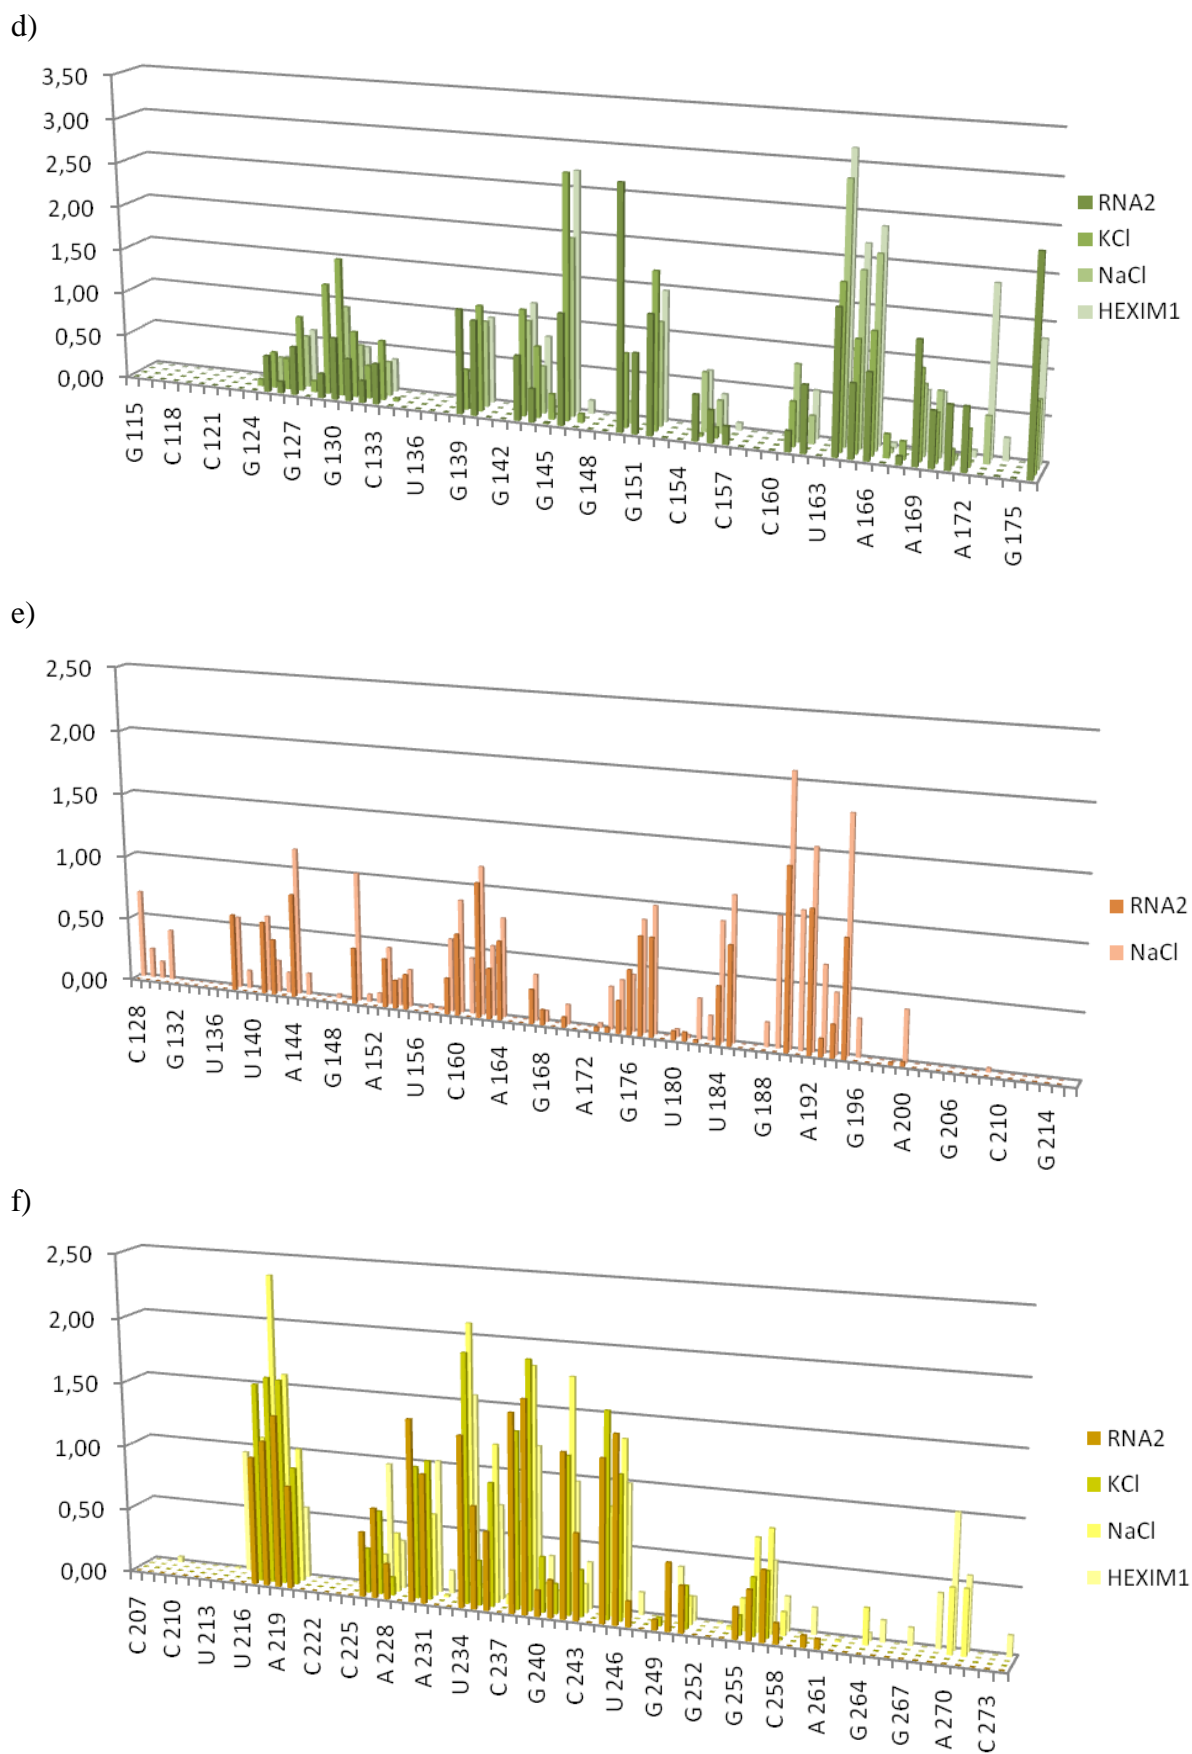 d)
3,50
3,00
2,50
2,00
1,50
1,00
0,50
0,00
G 115
C 118
C 121
G 124
G 127
G 130
C 133
U 136
G 139
G 142
G 145
G 148
G 151
C 154
C 157
C 160
U 163
A 166
A 169
A 172
G 175
RNA2
KCl
NaCl
HEXIM1
e)
2,50
2,00
1,50
1,00
0,50
0,00
C 128
G 132
U 136
U 140
A 144
G 148
A 152
U 156
C 160
A 164
G 168
A 172
G 176
U 180
U 184
G 188
A 192
G 196
A 200
G 206
C 210
G 214
RNA2
NaCl
f)
2,50
2,00
1,50
1,00
0,50
0,00
C 207
C 210
U 213
U 216
A 219
C 222
C 225
A 228
A 231
U 234
C 237
G 240
C 243
U 246
G 249
G 252
G 255
C 258
A 261
G 264
G 267
A 270
C 273
RNA2
KCl
NaCl
HEXIM1